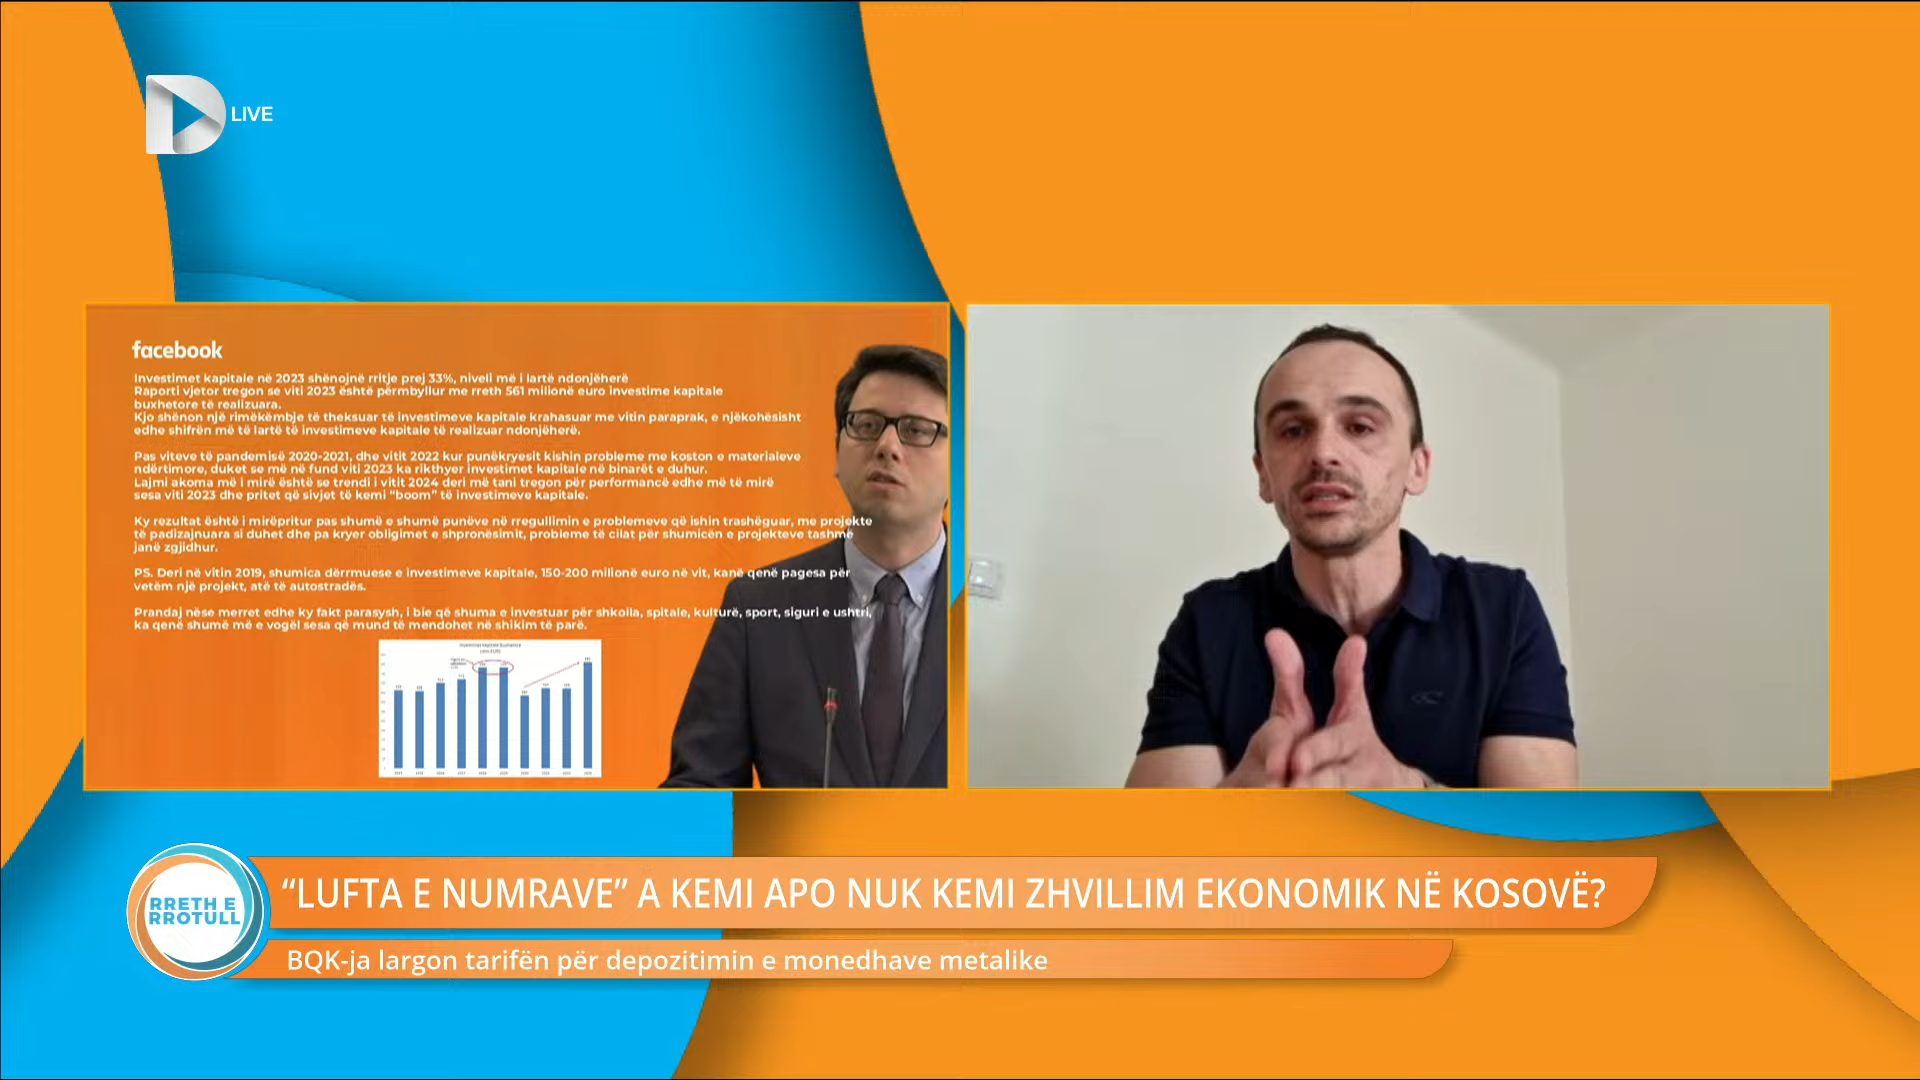 LIVE
facebook
Investimet kapitale në 2023 shënojnë rritje prej 33%, niveli më i lartë ndonjëherë
Raporti vjetor tregon se viti 2023 është përmbyllur me rreth 561 milionë euro investime kapitale
buxhetore të realizuara.
Kjo shënon një rimëkëmbje të theksuar të investimeve kapitale krahasuar me vitin paraprak, e njëkohësisht
edhe shifrën më të lartë të investimeve kapitale të realizuar ndonjëherë.
Pas viteve të pandemisë 2020-2021, dhe vitit 2022 kur punëkryesit kishin probleme me koston e materialeve
ndërtimore, duket se më në fund viti 2023 ka rikthyer investimet kapitale në binarët e duhur.
Lajmi akoma më i mirë është se trendi i vitit 2024 deri më tani tregon për performancë edhe më të mirë
sesa viti 2023 dhe pritet që sivjet të kemi “boom” të investimeve kapitale.
Ky rezultat është i mirëpritur pas shumë e shumë punëve në rregullimin e problemeve që ishin trashëguar, me projekte
të padizajnuara si duhet dhe pa kryer obligimet e shpronësimit, probleme të cilat për shumicën e projekteve tashmë
janë zgjidhur.
PS. Deri në vitin 2019, shumica dërrmuese e investimeve kapitale, 150-200 milionë euro në vit, kanë qenë pagesa për
vetëm një projekt, atë të autostradës.
Prandaj nëse merret edhe ky fakt parasysh, i bie që shuma e investuar për shkolla, spitale, kulturë, sport, siguri e ushtri,
ka qenë shumë më e vogël sesa që mund të mendohet në shikim të parë.
RRETH E
RROTULL
“LUFTA E NUMRAVE” A KEMI APO NUK KEMI ZHVILLIM EKONOMIK NË KOSOVË?
BQK-ja largon tarifën për depozitimin e monedhave metalike